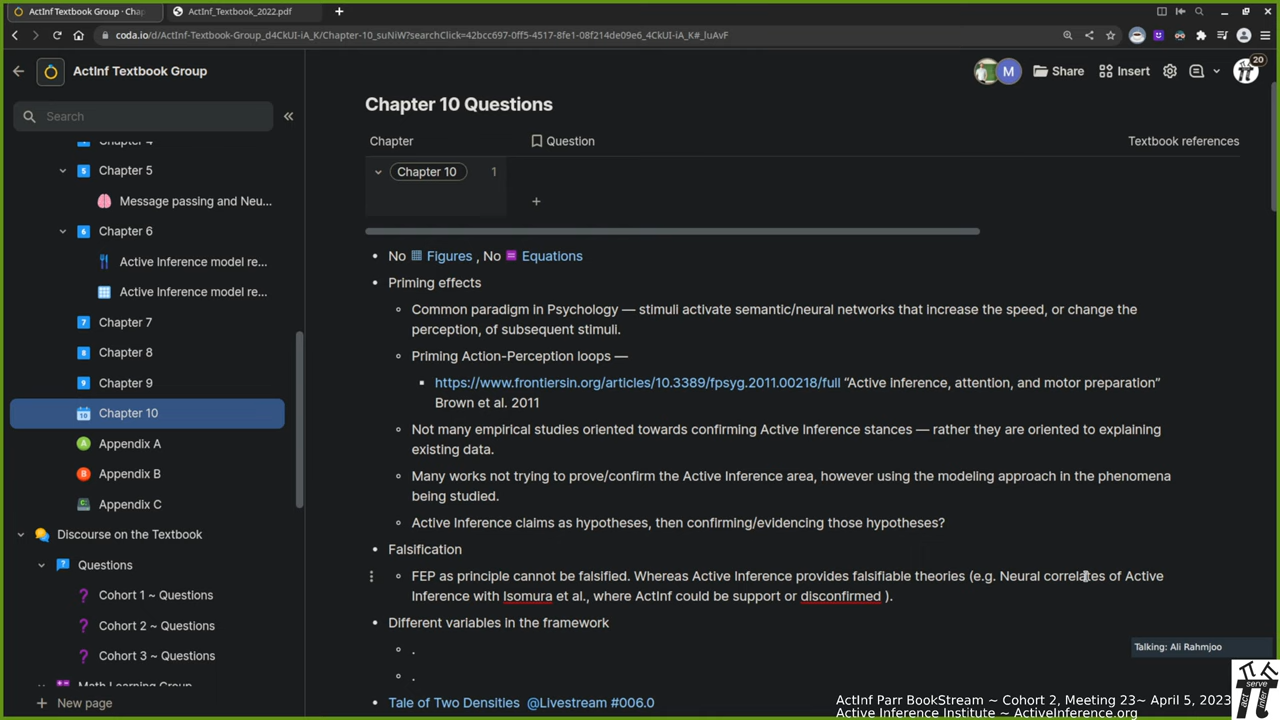 ActInf Textbook Group · Chap
ActInf_Textbook_2022.pdf
coda.io/d/ActInf-Textbook-Group_d4CkUI-iA_K/Chapter-10_suNiW?searchClick=42bcc697-0ff5-4517-8fe1-08f214de09e6_4CkUI-iA_K#_luAvF
ActInf Textbook Group
M
Share
Insert
20
Search
Chapter 4
Chapter 5
Message passing and Neu...
Chapter 6
Active Inference model re...
Active Inference model re...
Chapter 7
Chapter 8
Chapter 9
Chapter 10
Appendix A
Appendix B
Appendix C
Discourse on the Textbook
Questions
Cohort 1 ~ Questions
Cohort 2 ~ Questions
Cohort 3 ~ Questions
Math Learning Group
New page
Chapter 10 Questions
Chapter Question Textbook references
Chapter 10 1
No Figures , No Equations
Priming effects
Common paradigm in Psychology — stimuli activate semantic/neural networks that increase the speed, or change the
perception, of subsequent stimuli.
Priming Action-Perception loops —
https://www.frontiersin.org/articles/10.3389/fpsyg.2011.00218/full “Active inference, attention, and motor preparation”
Brown et al. 2011
Not many empirical studies oriented towards confirming Active Inference stances — rather they are oriented to explaining
existing data.
Many works not trying to prove/confirm the Active Inference area, however using the modeling approach in the phenomena
being studied.
Active Inference claims as hypotheses, then confirming/evidencing those hypotheses?
Falsification
FEP as principle cannot be falsified. Whereas Active Inference provides falsifiable theories (e.g. Neural correlates of Active
Inference with Isomura et al., where ActInf could be support or disconfirmed ).
Different variables in the framework
.
.
Tale of Two Densities @Livestream #006.0
Talking: Ali Rahmjoo
ActInf Parr BookStream ~ Cohort 2, Meeting 23~ April 5, 2023
Active Inference Institute ~ ActiveInference.org
act
serve
infer